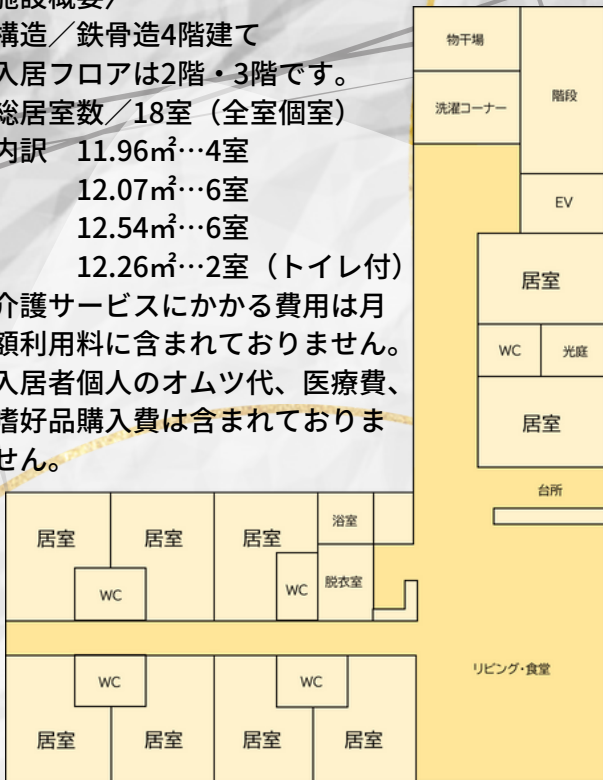 施設概要／
構造／鉄骨造4階建て
入居フロアは2階・3階です。
総居室数／18室（全室個室）
内訳　11.96㎡…4室
12.07㎡…6室
12.54㎡…6室
12.26㎡…2室（トイレ付）
介護サービスにかかる費用は月
額利用料に含まれておりません。
入居者個人のオムツ代、医療費、
嗜好品購入費は含まれておりま
せん。
物干場
階段
洗濯コーナー
EV
居室
WC
光庭
居室
台所
居室
居室
居室
浴室
WC
WC
脱衣室
リビング・食堂
WC
WC
居室
居室
居室
居室